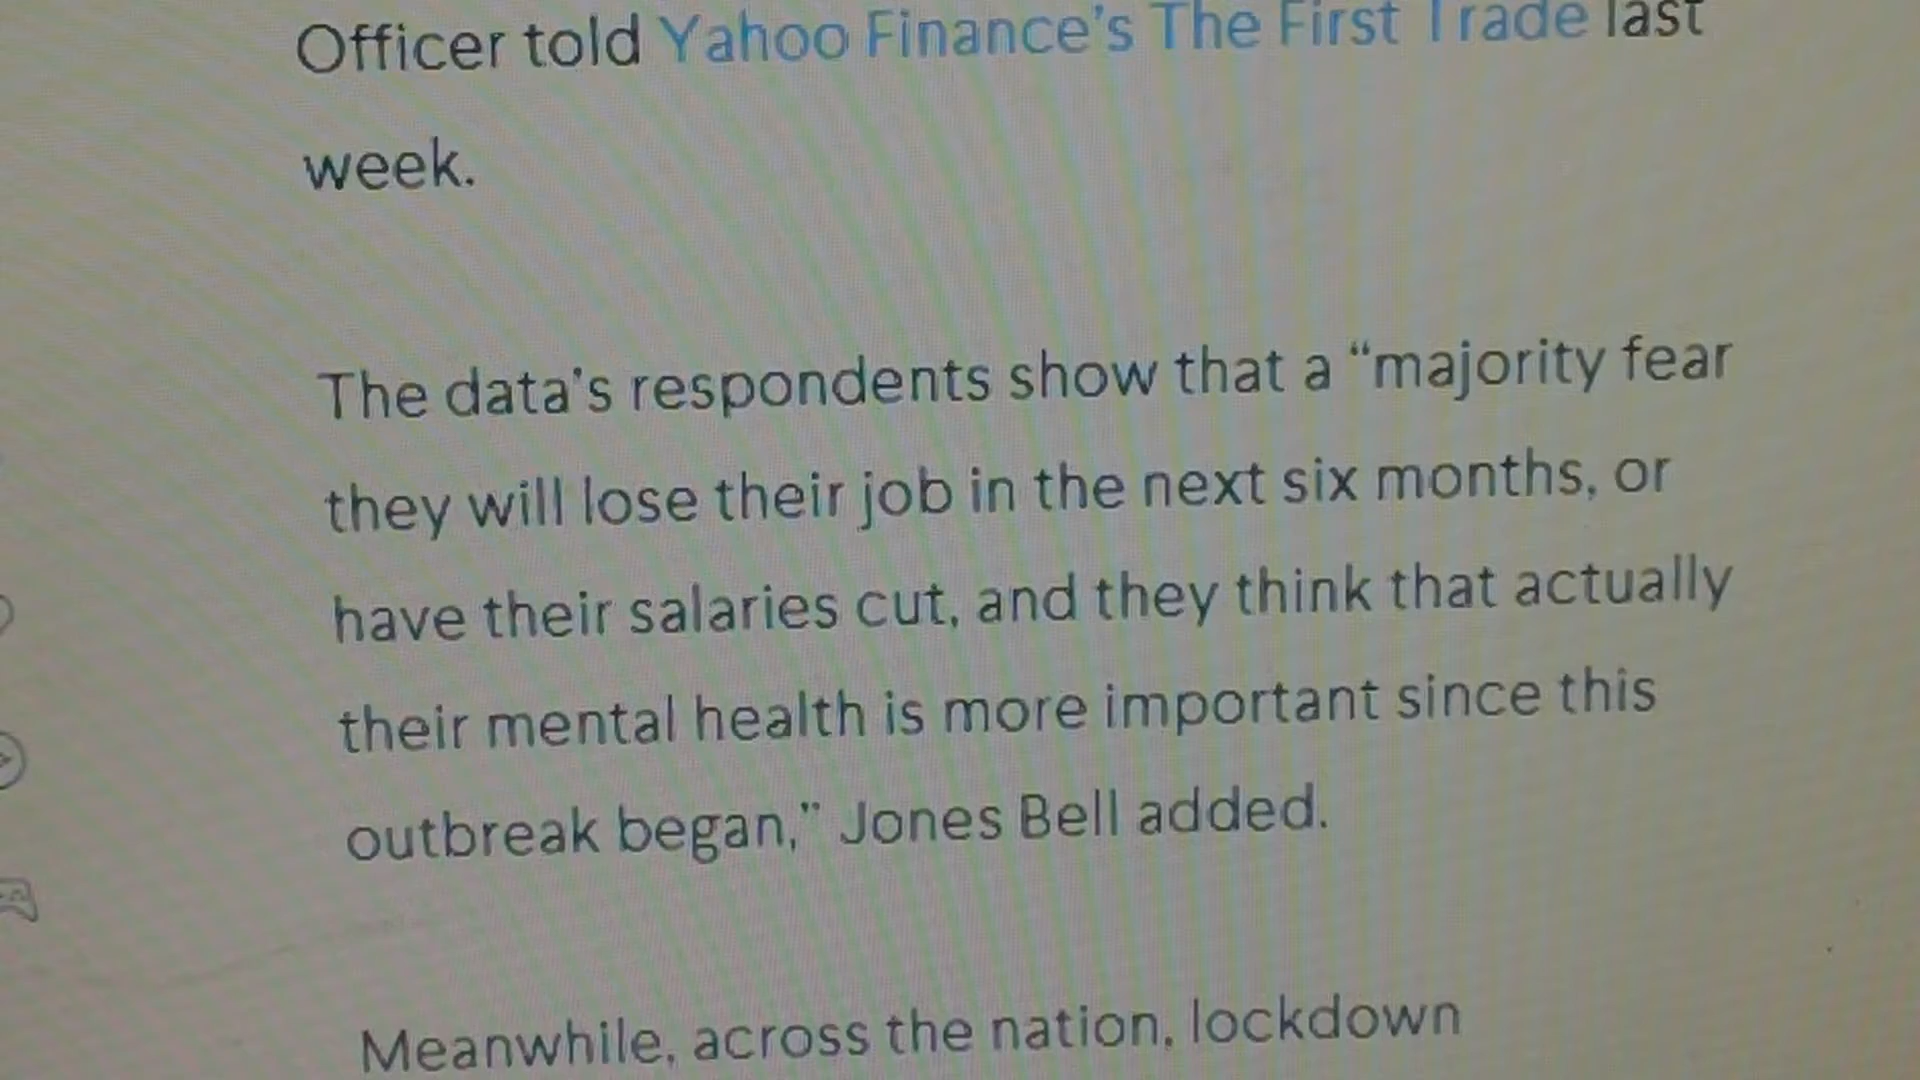 Officer told Yahoo Finance's The First Trade last
week.
The data's respondents show that a “majority fear
they will lose their job in the next six months, or
have their salaries cut, and they think that actually
their mental health is more important since this
outbreak began,” Jones Bell added.
Meanwhile, across the nation, lockdown